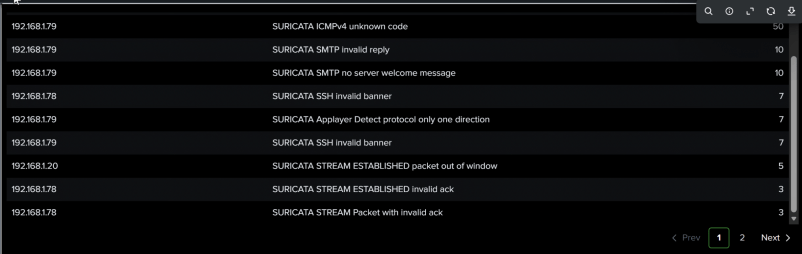 192.168.1.79 SURICATA ICMPv4 unknown code 50
192.168.1.79 SURICATA SMTP invalid reply 10
192.168.1.79 SURICATA SMTP no server welcome message 10
192.168.1.78 SURICATA SSH invalid banner 7
192.168.1.79 SURICATA Applayer Detect protocol only one direction 7
192.168.1.79 SURICATA SSH invalid banner 7
192.168.1.20 SURICATA STREAM ESTABLISHED packet out of window 5
192.168.1.78 SURICATA STREAM ESTABLISHED invalid ack 3
192.168.1.78 SURICATA STREAM Packet with invalid ack 3
< Prev 1 2 Next >